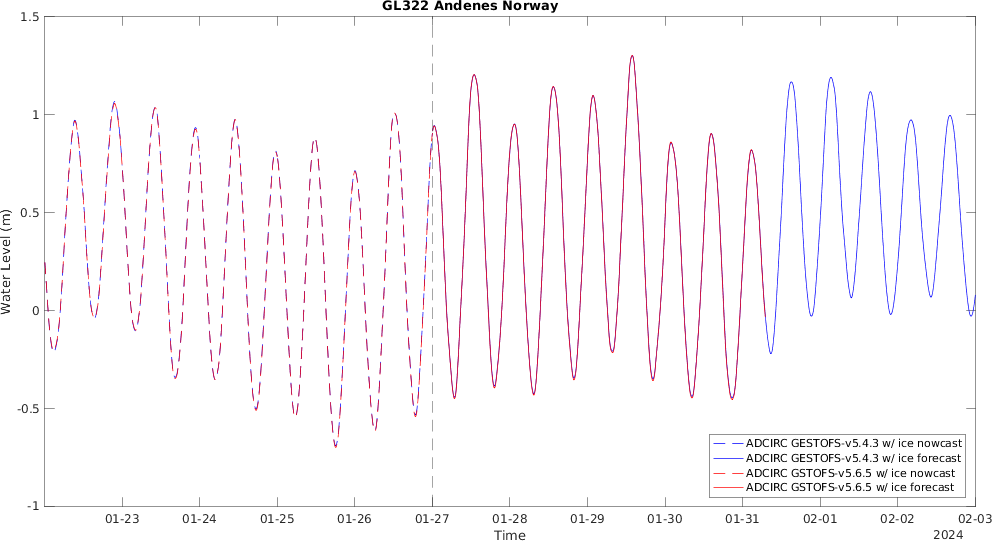 GL322 Andenes Norway
1.5
1
0.5
0
-0.5
-1
Water Level (m)
01-23 01-24 01-25 01-26 01-27 01-28 01-29 01-30 01-31 02-01 02-02 02-03
Time
2024
ADCIRC GESTOFS-v5.4.3 w/ ice nowcast
ADCIRC GESTOFS-v5.4.3 w/ ice forecast
ADCIRC GSTOFS-v5.6.5 w/ ice nowcast
ADCIRC GSTOFS-v5.6.5 w/ ice forecast